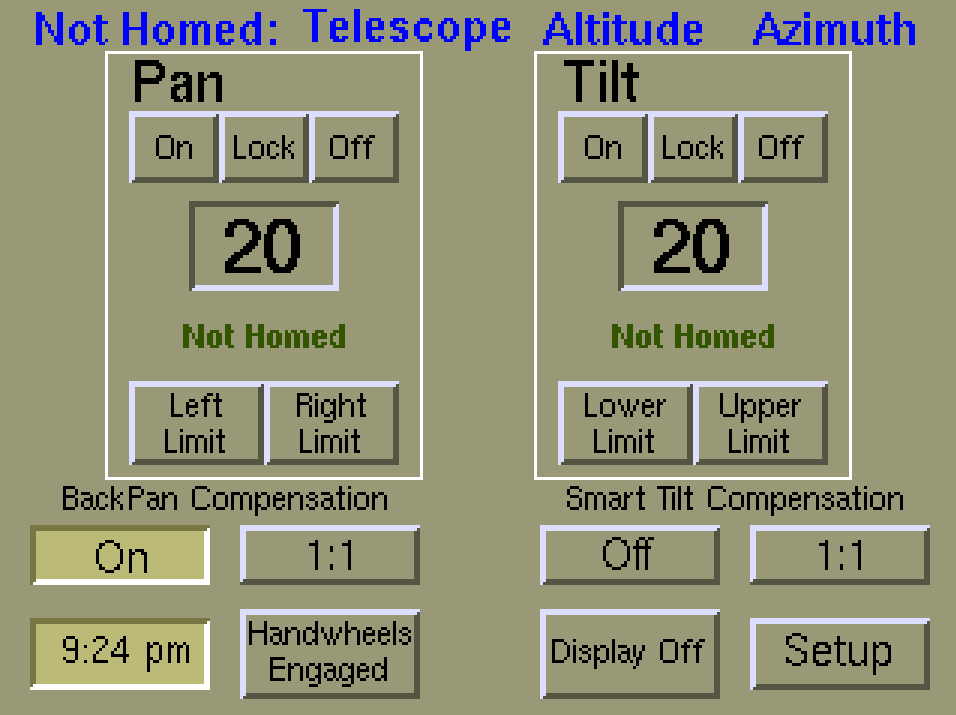 Not Homed: Telescope Altitude Azimuth
Pan
On Lock Off
20
Not Homed
Left Limit
Right Limit
Tilt
On Lock Off
20
Not Homed
Lower Limit
Upper Limit
BackPan Compensation
On
1:1
Smart Tilt Compensation
Off
1:1
9:24 pm
Handwheels
Engaged
Display Off
Setup